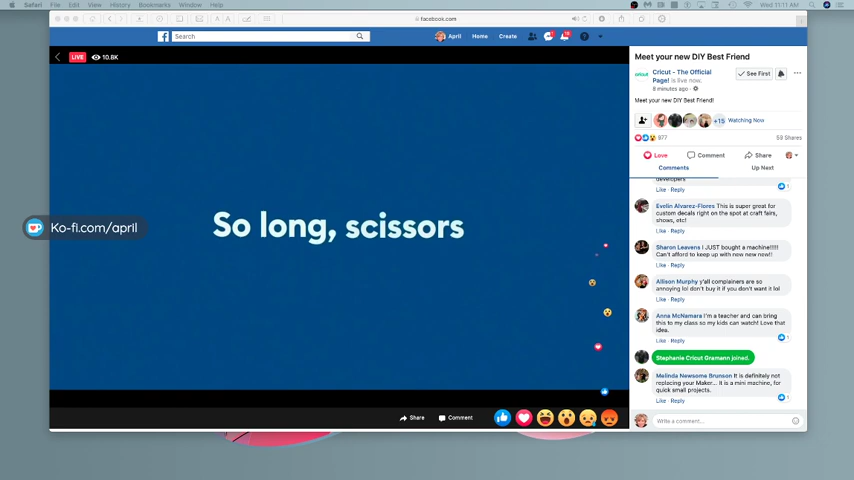 Safari File Edit View History Bookmarks Window Help
Wed 11:11 AM
facebook.com
Search
April Home Create
LIVE 10.8K
So long, scissors
Ko-fi.com/april
Share Comment
Meet your new DIY Best Friend
cricut
Cricut - The Official
Page! is live now.
8 minutes ago
See First
Meet your new DIY Best Friend!
+15 Watching Now
977
59 Shares
Love Comment Share
Comments Up Next
developers
Like · Reply 1
Evelin Alvarez-Flores This is super great for
custom decals right on the spot at craft fairs,
shows, etc!
Like · Reply
Sharon Leavens I JUST bought a machine!!!!!
Can't afford to keep up with new new now!!
Like · Reply
Allison Murphy y'all complainers are so
annoying lol don't buy it if you don't want it lol
Like · Reply
Anna McNamara I'm a teacher and can bring
this to my class so my kids can watch! Love that
idea.
Like · Reply 1
Stephanie Cricut Gramann joined.
Melinda Newsome Brunson It is definitely not
replacing your Maker... It is a mini machine, for
quick small projects.
Like · Reply 1
Write a comment...